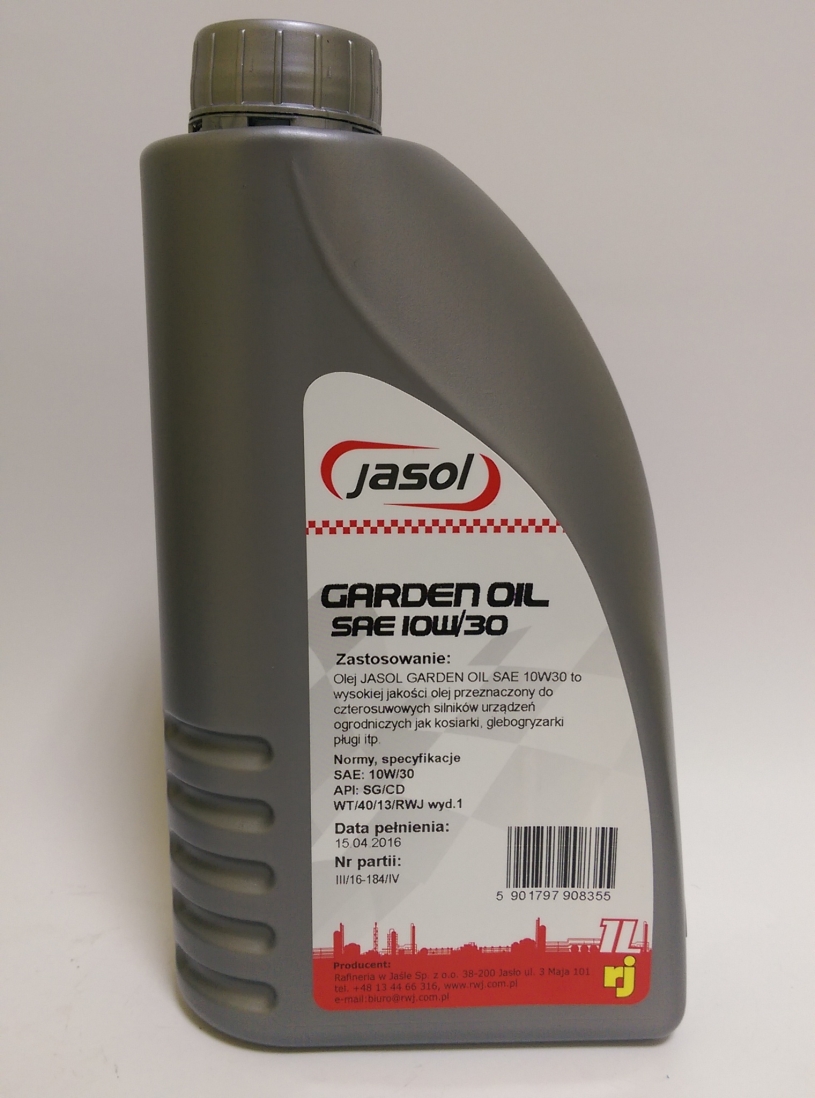 jasol
GARDEN OIL
SAE 10W/30
Zastosowanie:
Olej JASOL GARDEN OIL SAE 10W30 to
wysokiej jakości olej przeznaczony do
czterosuwowych silników urządzeń
ogrodniczych jak kosiarki, glebogryzarki
pługi itp.
Normy, specyfikacje
SAE: 10W/30
API: SG/CD
WT/40/13/RWJ wyd.1
Data pełnienia:
15.04.2016
Nr partii:
III/16-184/IV
5 901797 908355
1L
rj
Producent:
Rafineria w Jaśle Sp. z o.o. 38-200 Jasło ul. 3 Maja 101
tel. +48 13 44 66 316, www.rwj.com.pl
e-mail:biuro@rwj.com.pl